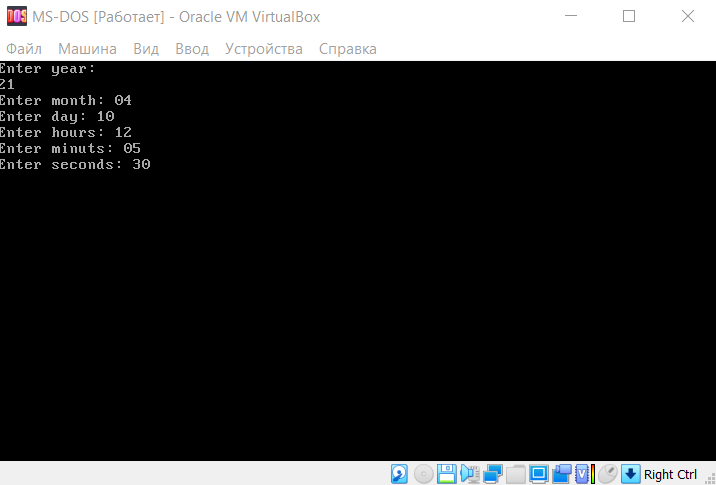 DOS MS-DOS [Работает] - Oracle VM VirtualBox
Файл Машина Вид Ввод Устройства Справка
Enter year:
21
Enter month: 04
Enter day: 10
Enter hours: 12
Enter minuts: 05
Enter seconds: 30
V Right Ctrl